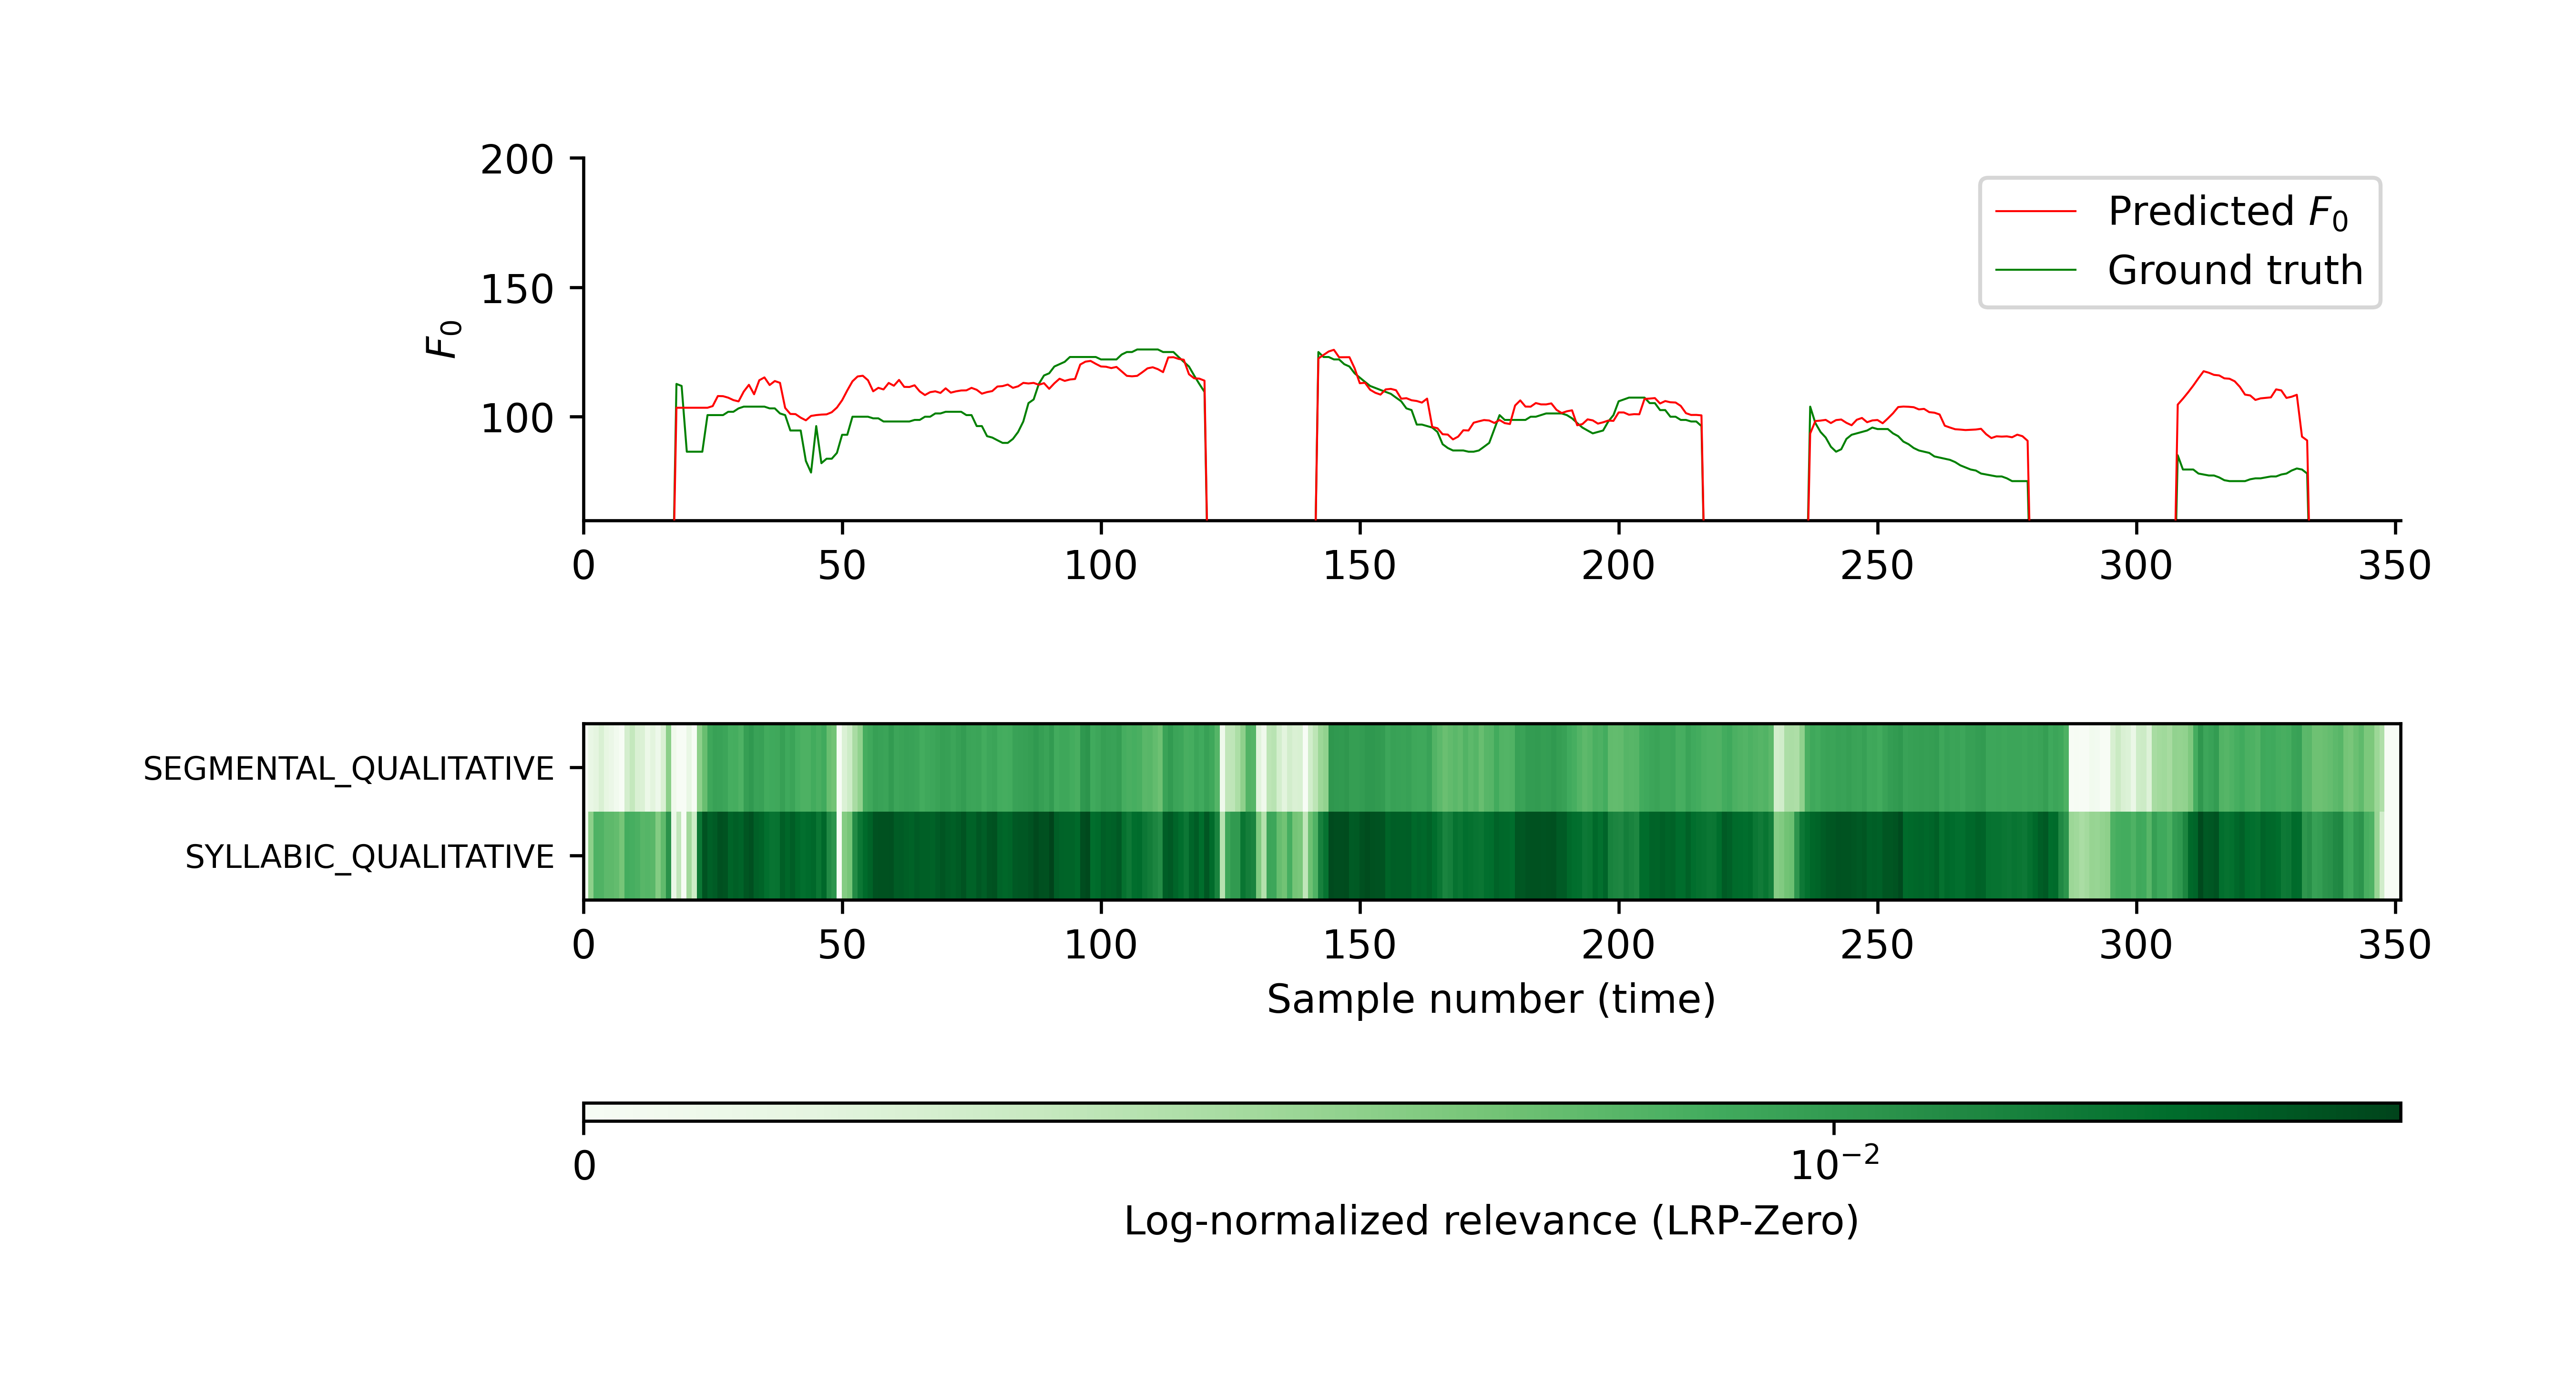 200
150
100
F₀
Predicted F₀
Ground truth
0 50 100 150 200 250 300 350
SEGMENTAL_QUALITATIVE
SYLLABIC_QUALITATIVE
0 50 100 150 200 250 300 350
Sample number (time)
0 10⁻²
Log-normalized relevance (LRP-Zero)